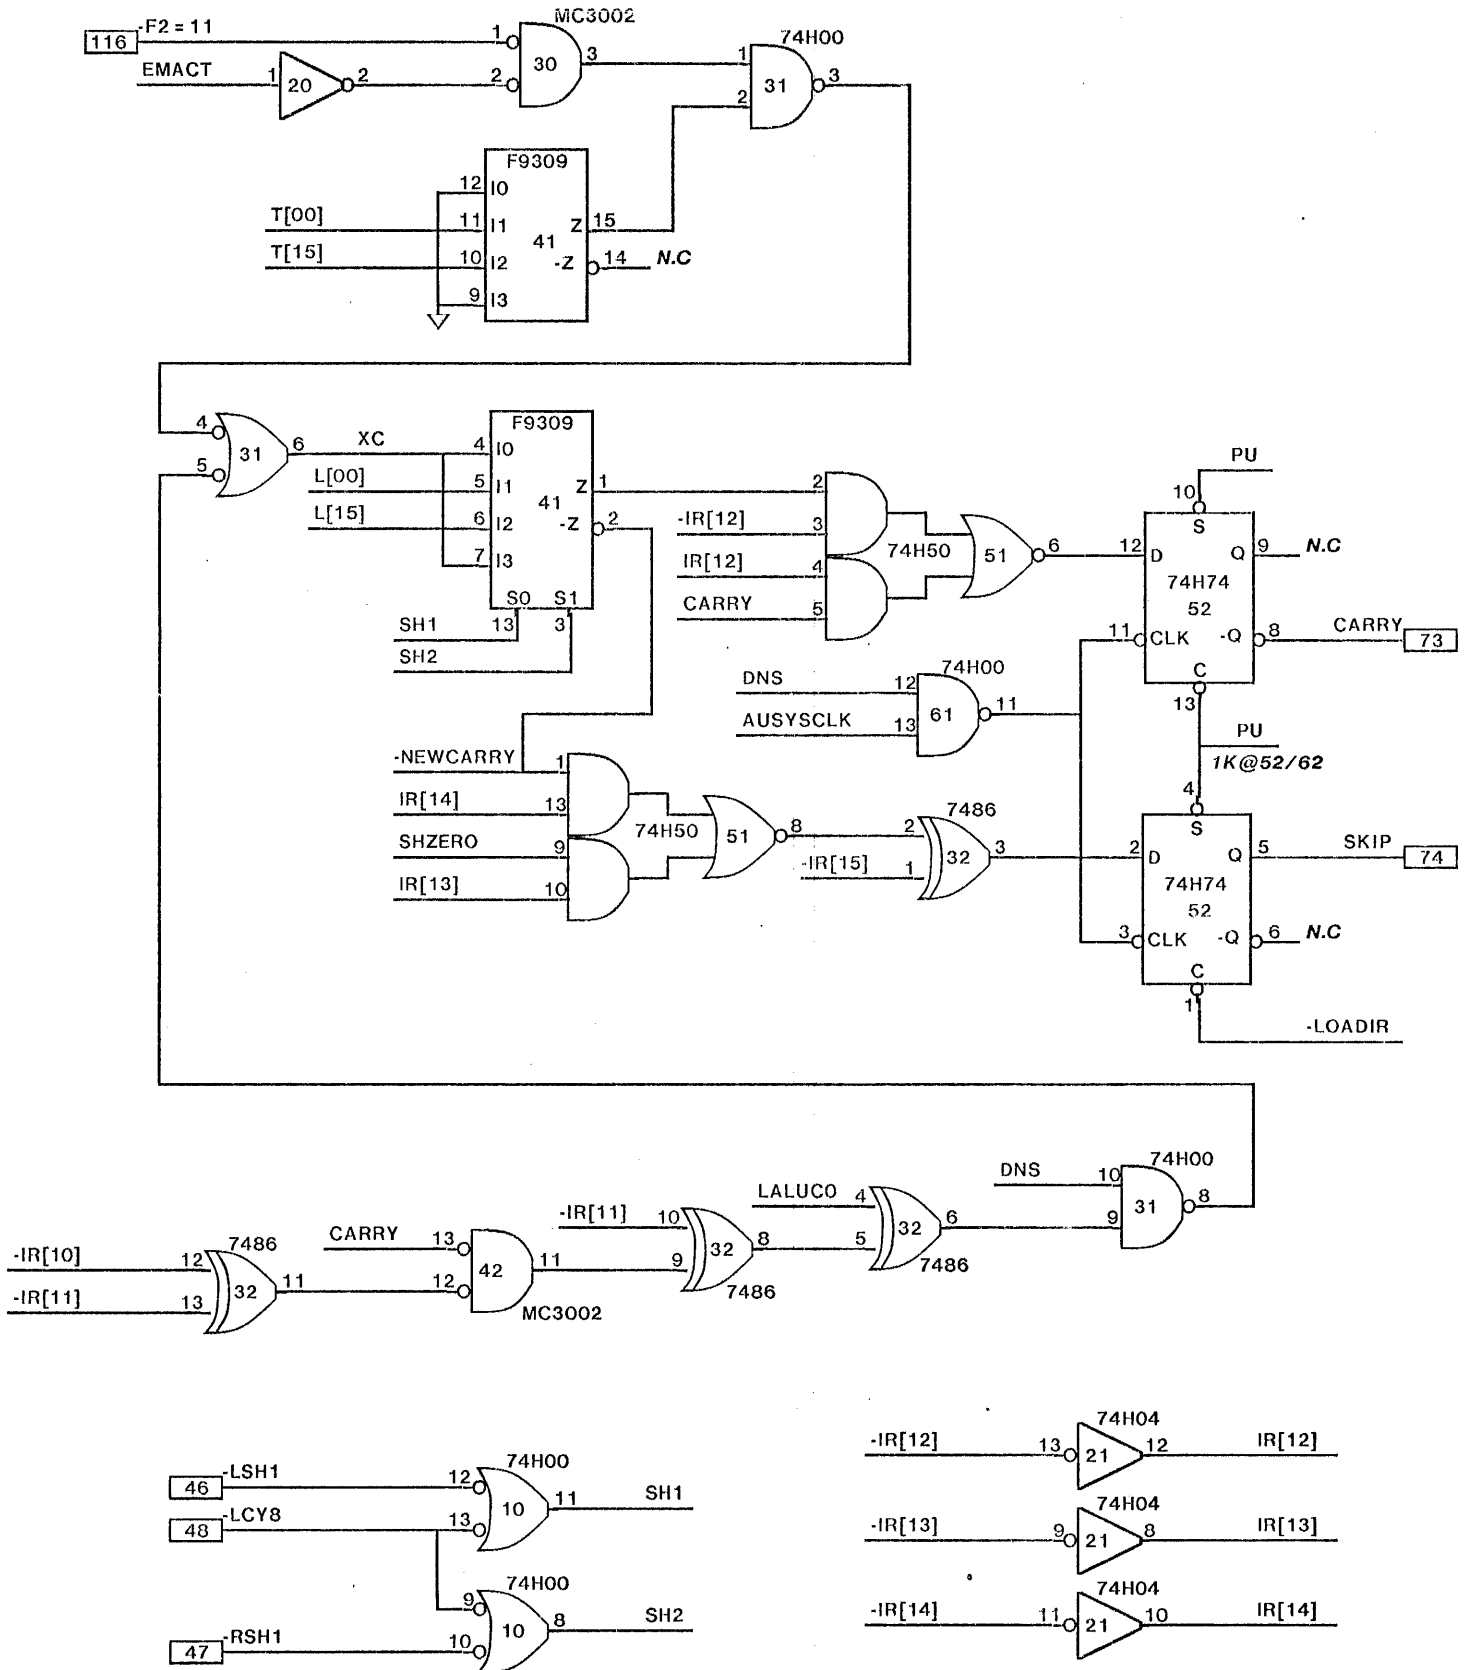 MC3002
-F2 = 11
116
1
30
3
74H00
EMACT
1
20
2
2
1
2
31
3
F9309
12 I0
T[00]
11 I1
Z 15
41
T[15]
10 I2
-Z
14
N.C
9 I3
4
5
31
6
XC
F9309
4 I0
L[00]
5 I1
Z 1
41
L[15]
6 I2
-Z
2
7 I3
S0 S1
SH1
13
3
SH2
2
-IR[12]
3
74H50
IR[12]
4
CARRY
5
51
6
PU
10
S
12 D
Q 9
N.C
74H74
52
11
CLK
-Q
8
CARRY
73
C
13
PU
1K@52/62
74H00
DNS
12
61
11
AUSYSCLK
13
-NEWCARRY
1
IR[14]
13
74H50
SHZERO
9
IR[13]
10
51
8
7486
2
-IR[15]
1
32
3
4
S
2 D
Q 5
SKIP
74
74H74
52
3
CLK
-Q
6
N.C
C
1
-LOADIR
74H00
DNS
10
31
8
9
LALUC0
4
32
6
5
7486
-IR[11]
10
32
8
9
7486
CARRY
13
42
11
12
MC3002
7486
-IR[10]
12
32
11
-IR[11]
13
74H00
46
-LSH1
12
10
11
SH1
48
-LCY8
13
74H00
9
10
8
SH2
47
-RSH1
10
74H04
-IR[12]
13
21
12
IR[12]
74H04
-IR[13]
9
21
8
IR[13]
74H04
-IR[14]
11
21
10
IR[14]